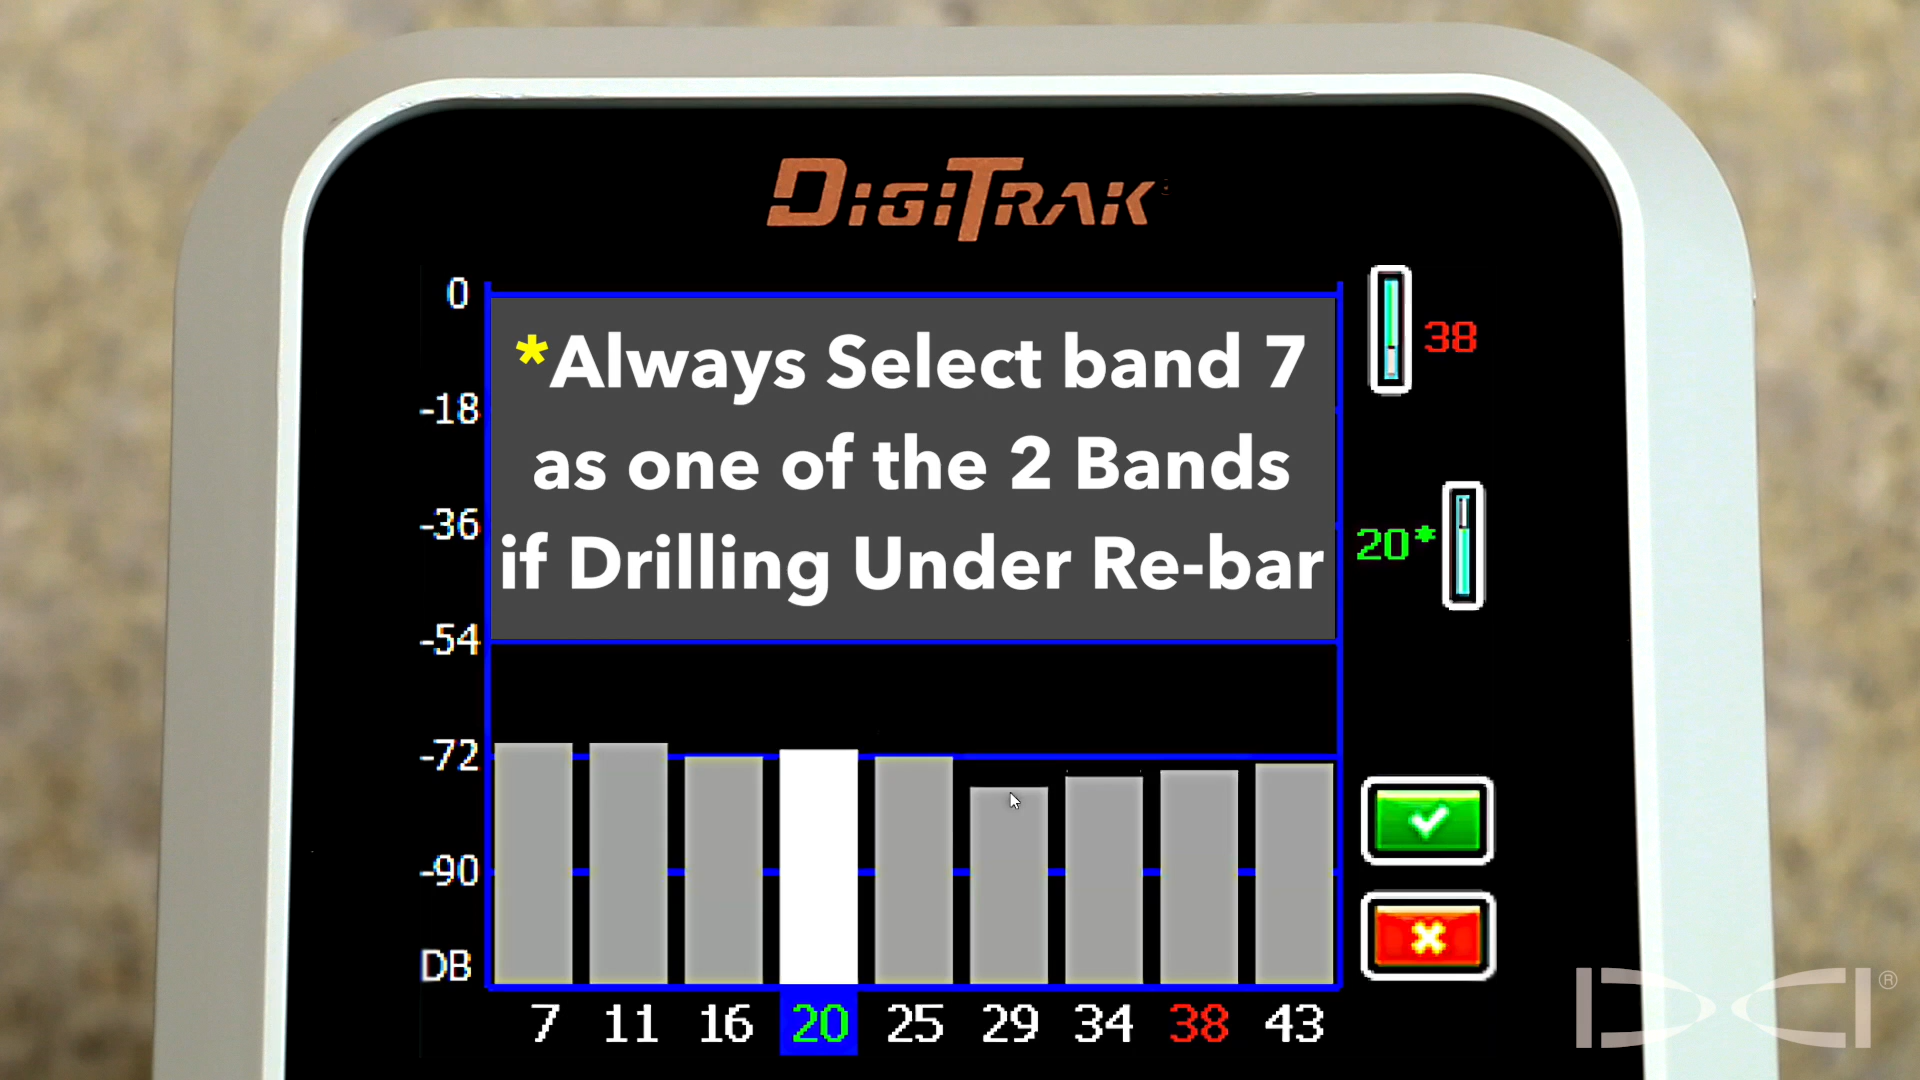 DIGITRAK
0
-18
-36
-54
-72
-90
DB
*Always Select band 7
as one of the 2 Bands
if Drilling Under Re-bar
38
20*
7 11 16 20 25 29 34 38 43
DCI ®